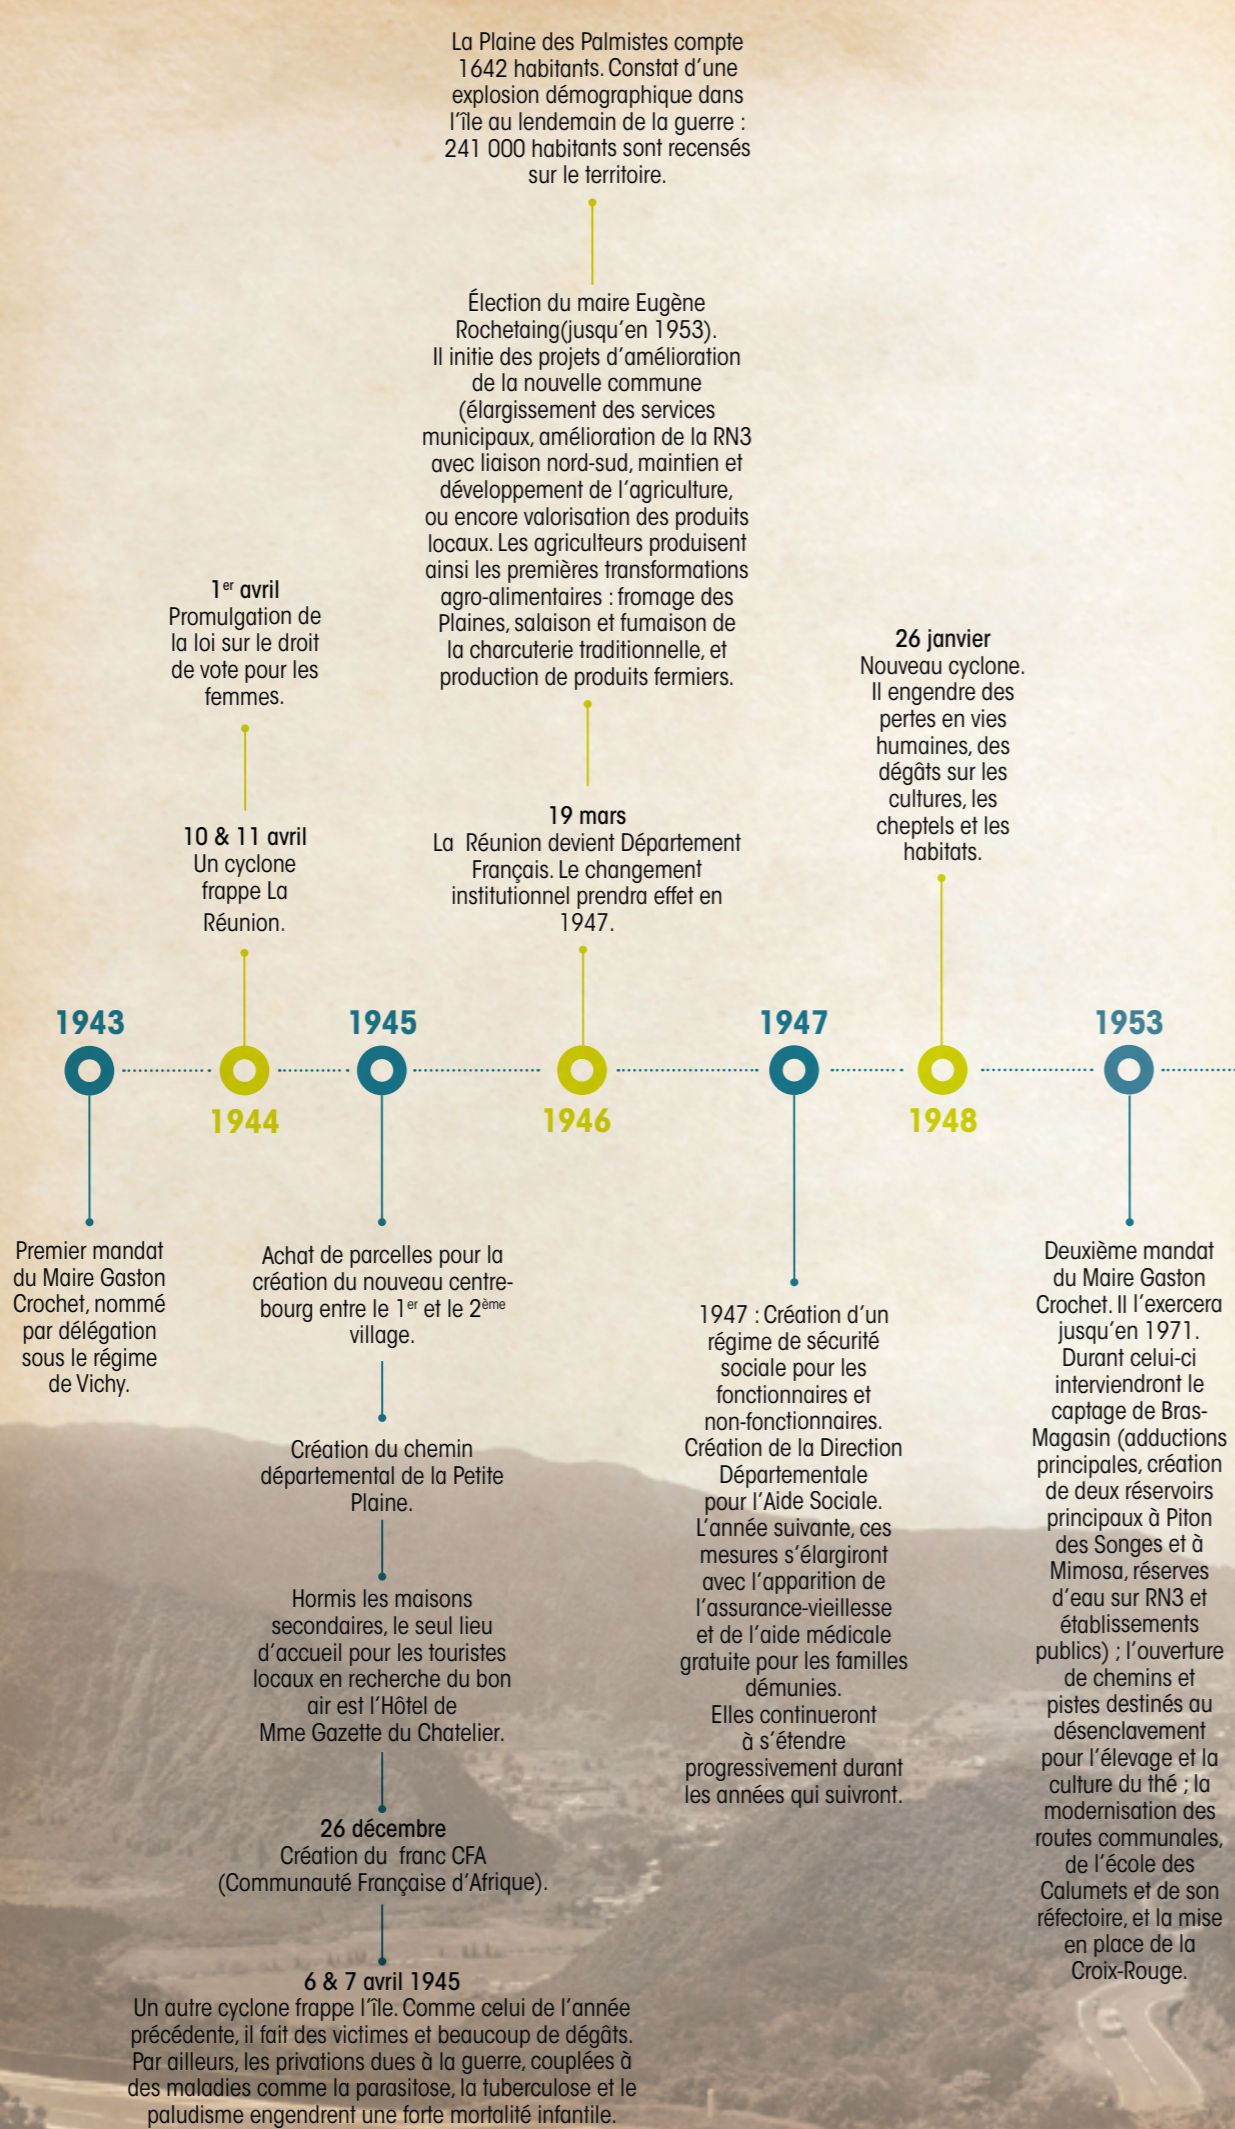 La Plaine des Palmistes compte
1642 habitants. Constat d'une
explosion démographique dans
l'île au lendemain de la guerre :
241 000 habitants sont recensés
sur le territoire.
Élection du maire Eugène
Rochetaing(jusqu'en 1953).
Il initie des projets d'amélioration
de la nouvelle commune
(élargissement des services
municipaux, amélioration de la RN3
avec liaison nord-sud, maintien et
développement de l'agriculture,
ou encore valorisation des produits
locaux. Les agriculteurs produisent
ainsi les premières transformations
agro-alimentaires : fromage des
Plaines, salaison et fumaison de
la charcuterie traditionnelle, et
production de produits fermiers.
1er avril
Promulgation de
la loi sur le droit
de vote pour les
femmes.
10 & 11 avril
Un cyclone
frappe La
Réunion.
19 mars
La Réunion devient Département
Français. Le changement
institutionnel prendra effet en
1947.
26 janvier
Nouveau cyclone.
Il engendre des
pertes en vies
humaines, des
dégâts sur les
cultures, les
cheptels et les
habitats.
1943
1944
1945
1946
1947
1948
1953
Premier mandat
du Maire Gaston
Crochet, nommé
par délégation
sous le régime
de Vichy.
Achat de parcelles pour la
création du nouveau centre-
bourg entre le 1er et le 2ème
village.
Création du chemin
départemental de la Petite
Plaine.
Hormis les maisons
secondaires, le seul lieu
d'accueil pour les touristes
locaux en recherche du bon
air est l'Hôtel de
Mme Gazette du Chatelier.
26 décembre
Création du franc CFA
(Communauté Française d'Afrique).
6 & 7 avril 1945
Un autre cyclone frappe l'île. Comme celui de l'année
précédente, il fait des victimes et beaucoup de dégâts.
Par ailleurs, les privations dues à la guerre, couplées à
des maladies comme la parasitose, la tuberculose et le
paludisme engendrent une forte mortalité infantile.
1947 : Création d'un
régime de sécurité
sociale pour les
fonctionnaires et
non-fonctionnaires.
Création de la Direction
Départementale
pour l'Aide Sociale.
L'année suivante, ces
mesures s'élargiront
avec l'apparition de
l'assurance-vieillesse
et de l'aide médicale
gratuite pour les familles
démunies.
Elles continueront
à s'étendre
progressivement durant
les années qui suivront.
Deuxième mandat
du Maire Gaston
Crochet. Il l'exercera
jusqu'en 1971.
Durant celui-ci
interviendront le
captage de Bras-
Magasin (adductions
principales, création
de deux réservoirs
principaux à Piton
des Songes et à
Mimosa, réserves
d'eau sur RN3 et
établissements
publics) ; l'ouverture
de chemins et
pistes destinés au
désenclavement
pour l'élevage et la
culture du thé ; la
modernisation des
routes communales,
de l'école des
Calumets et de son
réfectoire, et la mise
en place de la
Croix-Rouge.